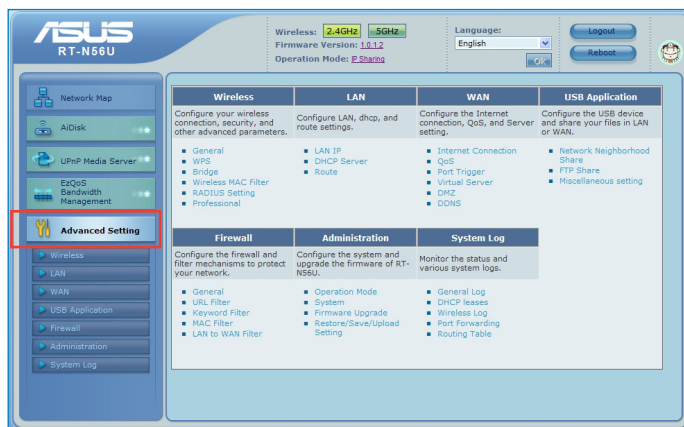 ASUS
RT-N56U
Wireless: 2.4GHz 5GHz
Firmware Version: 1.0.1.2
Operation Mode: IP Sharing
Language:
English
Ok
Logout
Reboot
Network Map
AiDisk
UPnP Media Server
EzQoS
Bandwidth
Management
Advanced Setting
Wireless
LAN
WAN
USB Application
Firewall
Administration
System Log
Wireless
Configure your wireless
connection, security, and
other advanced parameters.
General
WPS
Bridge
Wireless MAC Filter
RADIUS Setting
Professional
LAN
Configure LAN, dhcp, and
route settings.
LAN IP
DHCP Server
Route
WAN
Configure the Internet
connection, QoS, and Server
setting.
Internet Connection
QoS
Port Trigger
Virtual Server
DMZ
DDNS
USB Application
Configure the USB device
and share your files in LAN
or WAN.
Network Neighborhood
Share
FTP Share
Miscellaneous setting
Firewall
Configure the firewall and
filter mechanisms to protect
your network.
General
URL Filter
Keyword Filter
MAC Filter
LAN to WAN Filter
Administration
Configure the system and
upgrade the firmware of RT-
N56U.
Operation Mode
System
Firmware Upgrade
Restore/Save/Upload
Setting
System Log
Monitor the status and
various system logs.
General Log
DHCP leases
Wireless Log
Port Forwarding
Routing Table